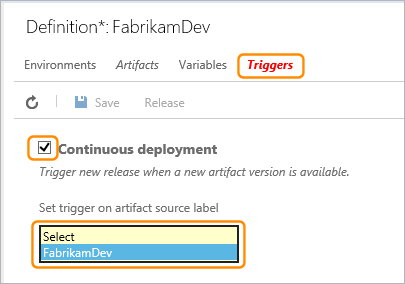 Definition*: FabrikamDev
Environments Artifacts Variables Triggers
Save Release
Continuous deployment
Trigger new release when a new artifact version is available.
Set trigger on artifact source label
Select
FabrikamDev